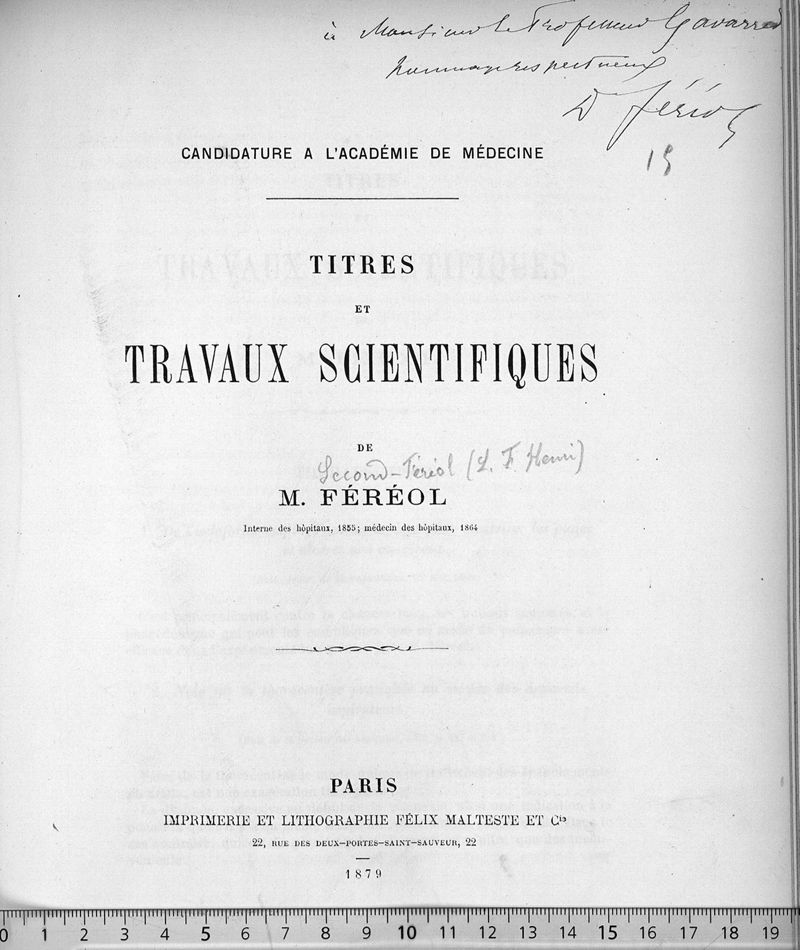 à Monsieur le Professeur Gavarret
hommage respectueux
Dr Féréol
15
CANDIDATURE A L'ACADÉMIE DE MÉDECINE
TITRES
ET
TRAVAUX SCIENTIFIQUES
DE
Second-Féréol (L. F. Henri)
M. FÉRÉOL
Interne des hôpitaux, 1855; médecin des hôpitaux, 1864
PARIS
IMPRIMERIE ET LITHOGRAPHIE FÉLIX MALTESTE ET Cie
22, RUE DES DEUX-PORTES-SAINT-SAUVEUR, 22
1879
0 1 2 3 4 5 6 7 8 9 10 11 12 13 14 15 16 17 18 19